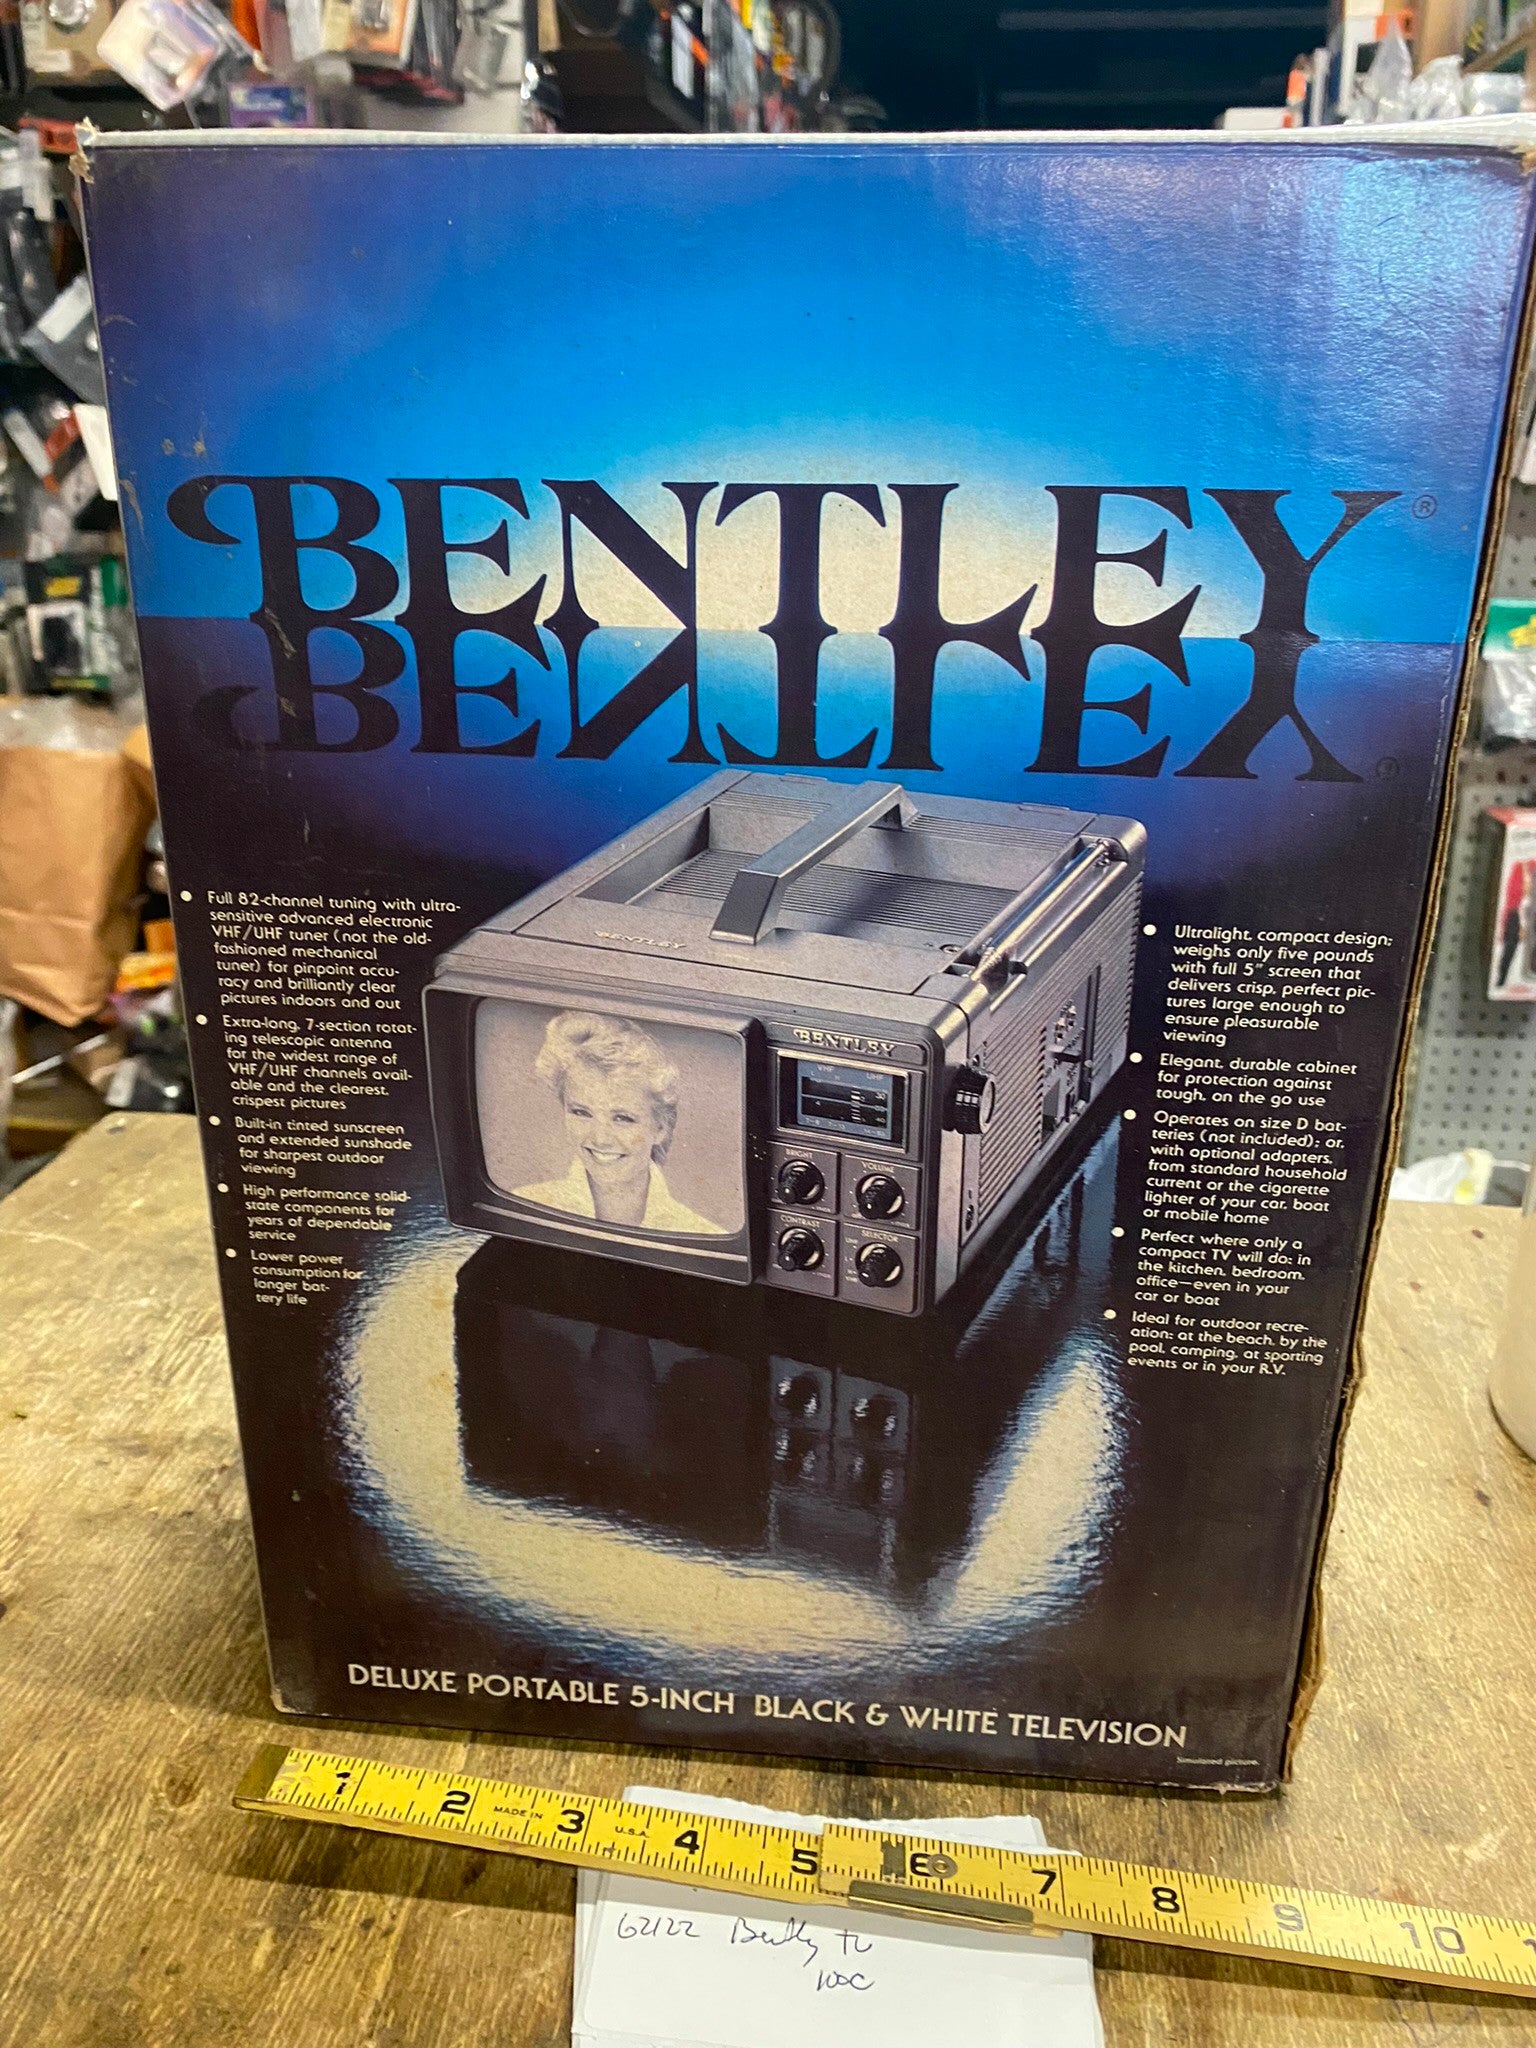 BENTLEY®
BENTLEY®
Full 82-channel tuning with ultra-
sensitive advanced electronic
VHF/UHF tuner (not the old-
fashioned mechanical
tuner) for pinpoint accu-
racy and brilliantly clear
pictures indoors and out
Extra-long, 7-section rotat-
ing telescopic antenna
for the widest range of
VHF/UHF channels avail-
able and the clearest,
crispest pictures
Built-in tinted sunscreen
and extended sunshade
for sharpest outdoor
viewing
High performance solid-
state components for
years of dependable
service
Lower power
consumption for
longer bat-
tery life
BENTLEY
BENTLEY
VHF UHF
BRIGHT
VOLUME
CONTRAST
SELECTOR
Ultralight, compact design;
weighs only five pounds
with full 5" screen that
delivers crisp, perfect pic-
tures large enough to
ensure pleasurable
viewing
Elegant, durable cabinet
for protection against
tough, on the go use
Operates on size D bat-
teries (not included); or,
with optional adapters,
from standard household
current or the cigarette
lighter of your car, boat
or mobile home
Perfect where only a
compact TV will do: in
the kitchen, bedroom,
office—even in your
car or boat
Ideal for outdoor recre-
ation: at the beach, by the
pool, camping, at sporting
events or in your R.V.
DELUXE PORTABLE 5-INCH BLACK & WHITE TELEVISION
Simulated picture.
1 2 MADE IN 3 U.S.A. 4 5 6 7 8 9 10
62122 Bently tv